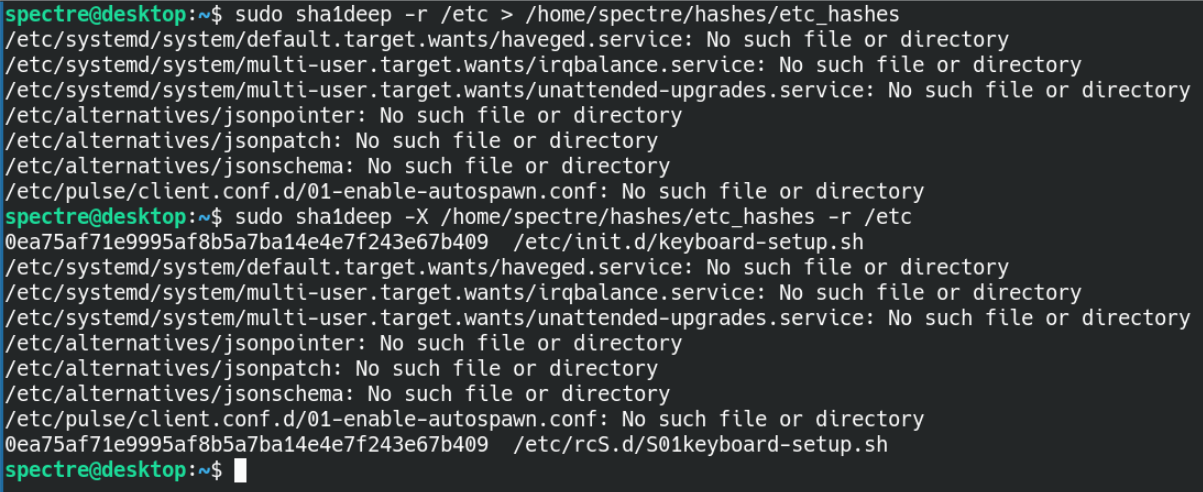 spectre@desktop:~$ sudo sha1deep -r /etc > /home/spectre/hashes/etc_hashes
/etc/systemd/system/default.target.wants/haveged.service: No such file or directory
/etc/systemd/system/multi-user.target.wants/irqbalance.service: No such file or directory
/etc/systemd/system/multi-user.target.wants/unattended-upgrades.service: No such file or directory
/etc/alternatives/jsonpointer: No such file or directory
/etc/alternatives/jsonpatch: No such file or directory
/etc/alternatives/jsonschema: No such file or directory
/etc/pulse/client.conf.d/01-enable-autospawn.conf: No such file or directory
spectre@desktop:~$ sudo sha1deep -X /home/spectre/hashes/etc_hashes -r /etc
0ea75af71e9995af8b5a7ba14e4e7f243e67b409  /etc/init.d/keyboard-setup.sh
/etc/systemd/system/default.target.wants/haveged.service: No such file or directory
/etc/systemd/system/multi-user.target.wants/irqbalance.service: No such file or directory
/etc/systemd/system/multi-user.target.wants/unattended-upgrades.service: No such file or directory
/etc/alternatives/jsonpointer: No such file or directory
/etc/alternatives/jsonpatch: No such file or directory
/etc/alternatives/jsonschema: No such file or directory
/etc/pulse/client.conf.d/01-enable-autospawn.conf: No such file or directory
0ea75af71e9995af8b5a7ba14e4e7f243e67b409  /etc/rcS.d/S01keyboard-setup.sh
spectre@desktop:~$